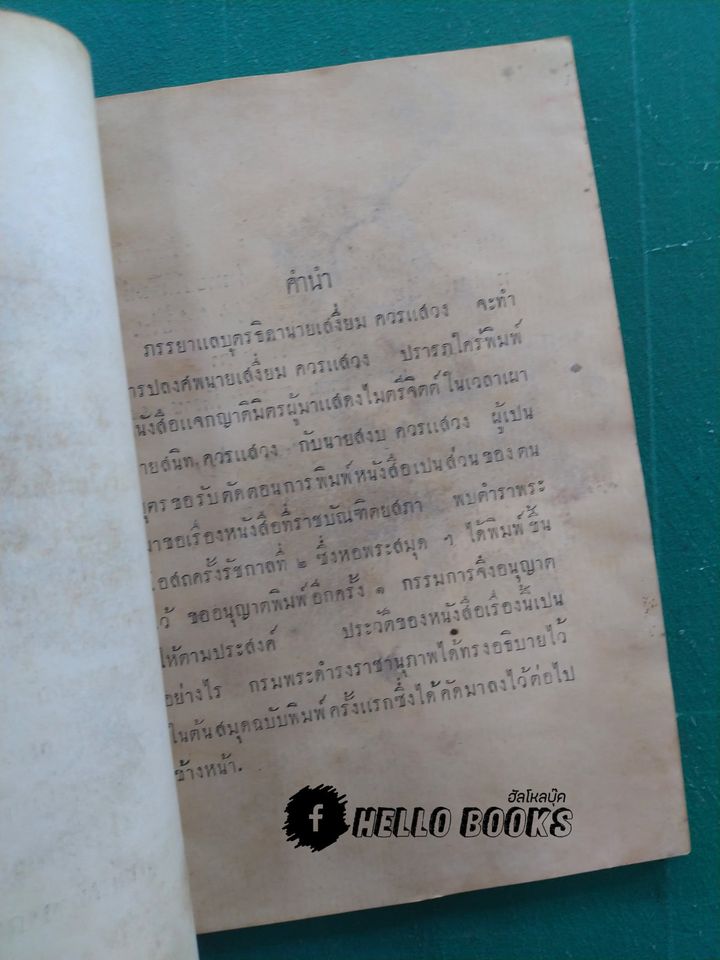 คำนำ
ภรรยาแลบุตรธิดานายเสงี่ยม ควรแสวง จะทำ
การปลงศพนายเสงี่ยม ควรแสวง ปรารภใคร่พิมพ์
หนังสือแจกญาติมิตรผู้มาแสดงไมตรีจิตต์ ในเวลาเผา
นายสนิท ควรแสวง กับนายสงบ ควรแสวง ผู้เปน
บุตรขอรับตัดตอนการพิมพ์หนังสือเปนส่วนของตน
มาขอเรื่องหนังสือที่ราชบัณฑิตยสภา พบตำราพระ
โอสถครั้งรัชกาลที่ ๒ ซึ่งหอพระสมุด ฯ ได้พิมพ์ขึ้น
ไว้ ขออนุญาตพิมพ์อีกครั้ง ๑ กรรมการจึ่งอนุญาต
ให้ตามประสงค์ ประวัติของหนังสือเรื่องนี้เปน
อย่างไร กรมพระดำรงราชานุภาพได้ทรงอธิบายไว้
ในต้นสมุดฉบับพิมพ์ครั้งแรกซึ่งได้คัดมาลงไว้ต่อไป
ข้างหน้า.
ฮัลโหลบุ๊ค
f HELLO BOOKS